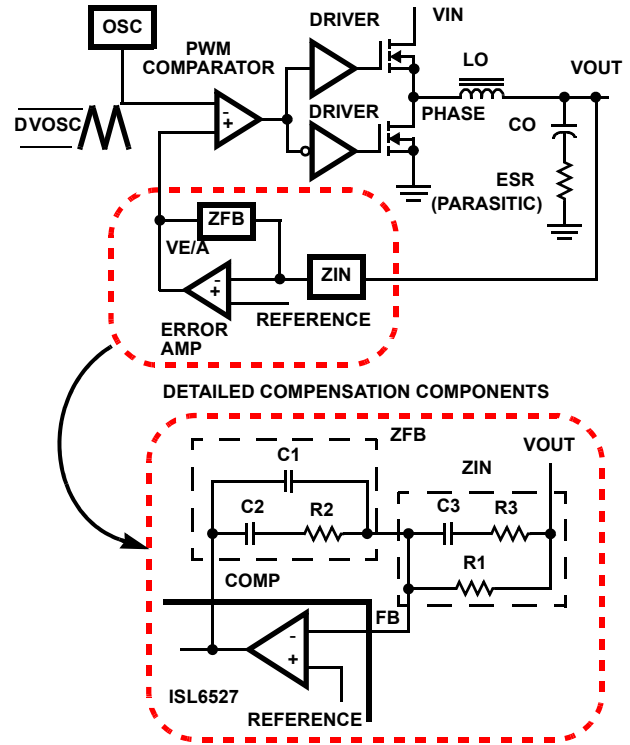 OSC
DVOSC
PWM
COMPARATOR
DRIVER
DRIVER
VIN
LO
VOUT
PHASE
CO
ESR
(PARASITIC)
ZFB
VE/A
ZIN
-
+
-
+
REFERENCE
ERROR
AMP
DETAILED COMPENSATION COMPONENTS
ZFB
VOUT
C1
ZIN
C2
R2
C3
R3
R1
COMP
FB
-
+
ISL6527
REFERENCE